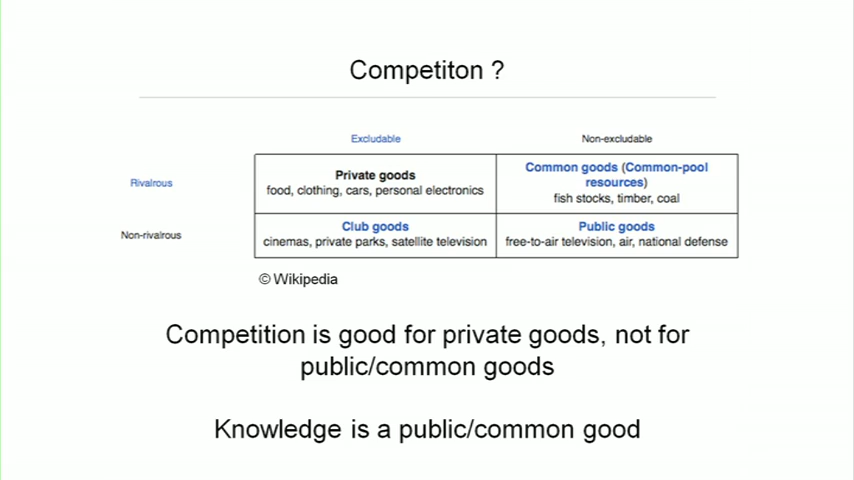 Competiton ?
Excludable Non-excludable
Rivalrous
Private goods
food, clothing, cars, personal electronics
Common goods (Common-pool
resources)
fish stocks, timber, coal
Non-rivalrous
Club goods
cinemas, private parks, satellite television
Public goods
free-to-air television, air, national defense
© Wikipedia
Competition is good for private goods, not for
public/common goods
Knowledge is a public/common good